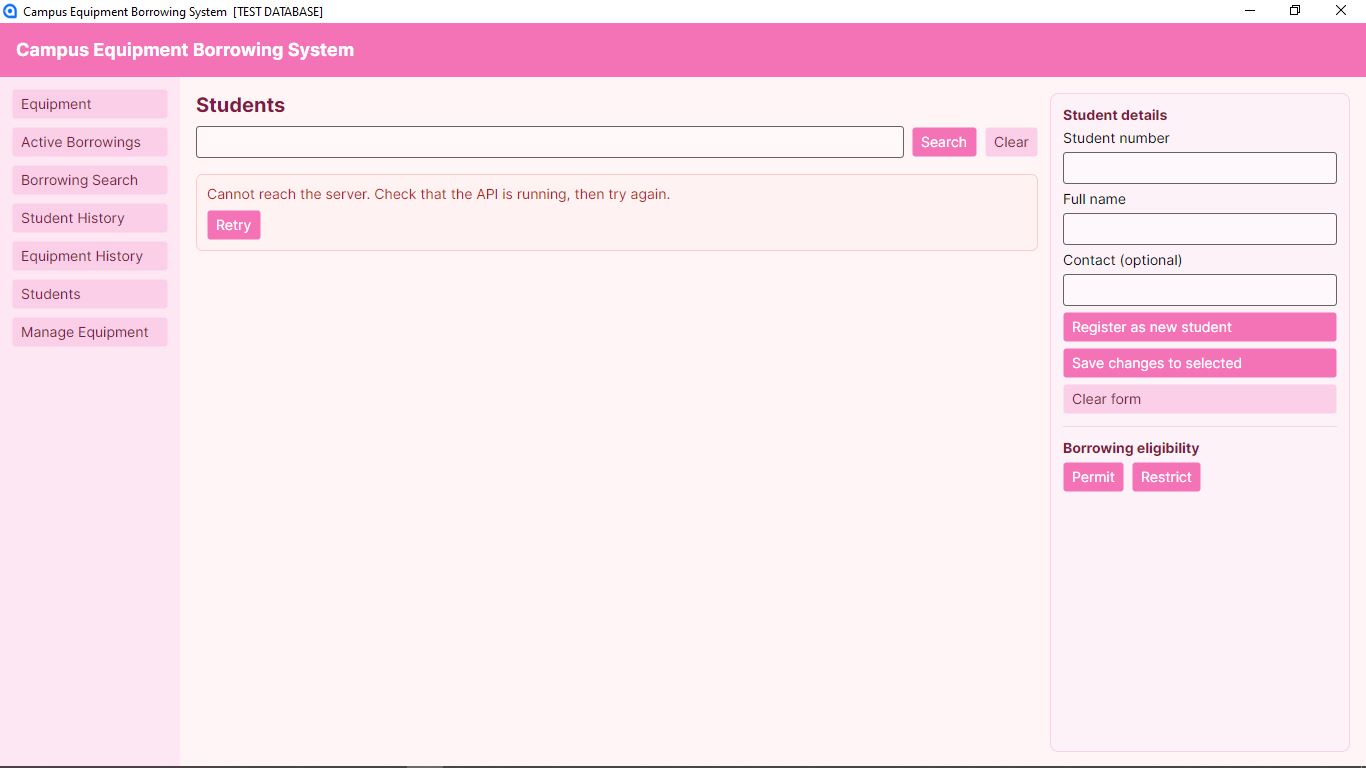 Campus Equipment Borrowing System [TEST DATABASE]
Campus Equipment Borrowing System
Equipment
Active Borrowings
Borrowing Search
Student History
Equipment History
Students
Manage Equipment
Students
Search
Clear
Cannot reach the server. Check that the API is running, then try again.
Retry
Student details
Student number
Full name
Contact (optional)
Register as new student
Save changes to selected
Clear form
Borrowing eligibility
Permit
Restrict